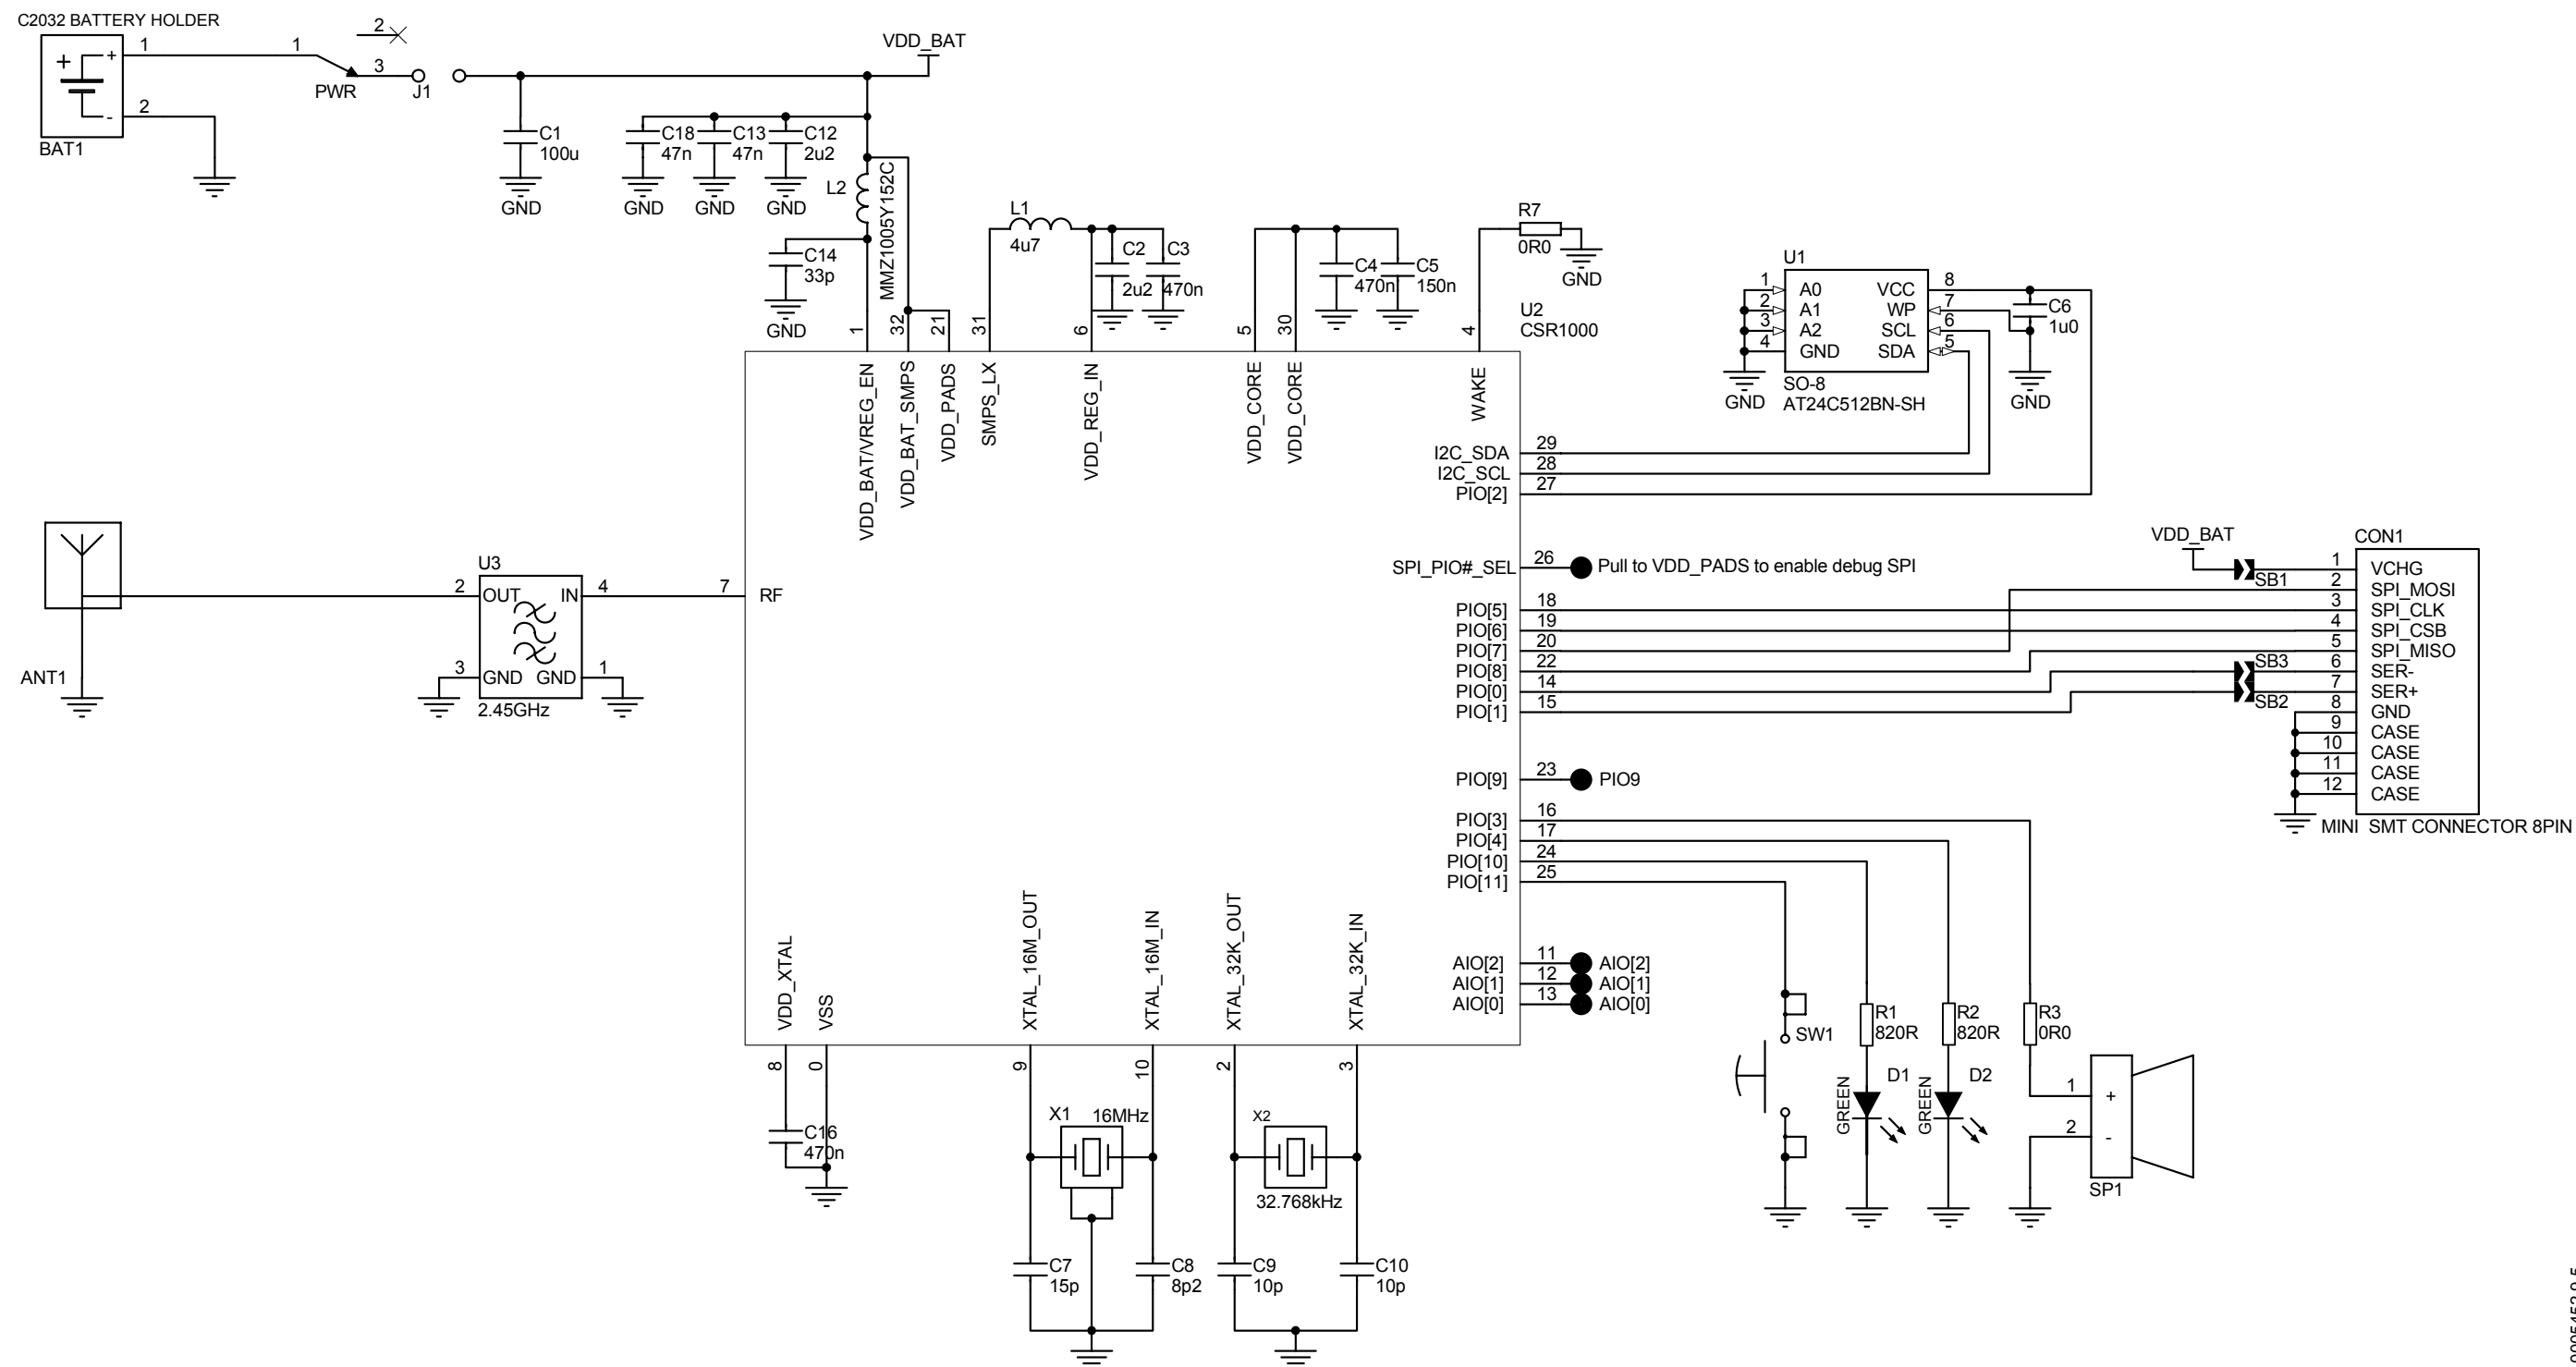 C2032 BATTERY HOLDER
+ + 1 1 2 3
- 2
BAT1
PWR J1
VDD_BAT
C1
100u
GND
C18
47n
GND
C13
47n
GND
C12
2u2
GND
L2
MMZ1005Y152C
C14
33p
GND
L1
4u7
C2
2u2
C3
470n
C4
470n
C5
150n
R7
0R0
GND
U2
CSR1000
1 VDD_BAT/VREG_EN
32 VDD_BAT_SMPS
21 VDD_PADS
31 SMPS_LX
6 VDD_REG_IN
5 VDD_CORE
30 VDD_CORE
4 WAKE
U1
1 A0 VCC 8
2 A1 WP 7
3 A2 SCL 6
4 GND SDA 5
SO-8
AT24C512BN-SH
GND
C6
1u0
GND
I2C_SDA 29
I2C_SCL 28
PIO[2] 27
SPI_PIO#_SEL 26 Pull to VDD_PADS to enable debug SPI
PIO[5] 18
PIO[6] 19
PIO[7] 20
PIO[8] 22
PIO[0] 14
PIO[1] 15
PIO[9] 23 PIO9
PIO[3] 16
PIO[4] 17
PIO[10] 24
PIO[11] 25
AIO[2] 11 AIO[2]
AIO[1] 12 AIO[1]
AIO[0] 13 AIO[0]
VDD_BAT
SB1
SB3
SB2
CON1
1 VCHG
2 SPI_MOSI
3 SPI_CLK
4 SPI_CSB
5 SPI_MISO
6 SER-
7 SER+
8 GND
9 CASE
10 CASE
11 CASE
12 CASE
MINI SMT CONNECTOR 8PIN
ANT1
U3
2 OUT IN 4
3 GND GND 1
2.45GHz
7 RF
VDD_XTAL 8
VSS 0
XTAL_16M_OUT 9
XTAL_16M_IN 10
XTAL_32K_OUT 2
XTAL_32K_IN 3
C16
470n
X1 16MHz
C7
15p
C8
8p2
X2
32.768kHz
C9
10p
C10
10p
SW1
R1
820R
D1
GREEN
R2
820R
D2
GREEN
R3
0R0
1 +
2 -
SP1